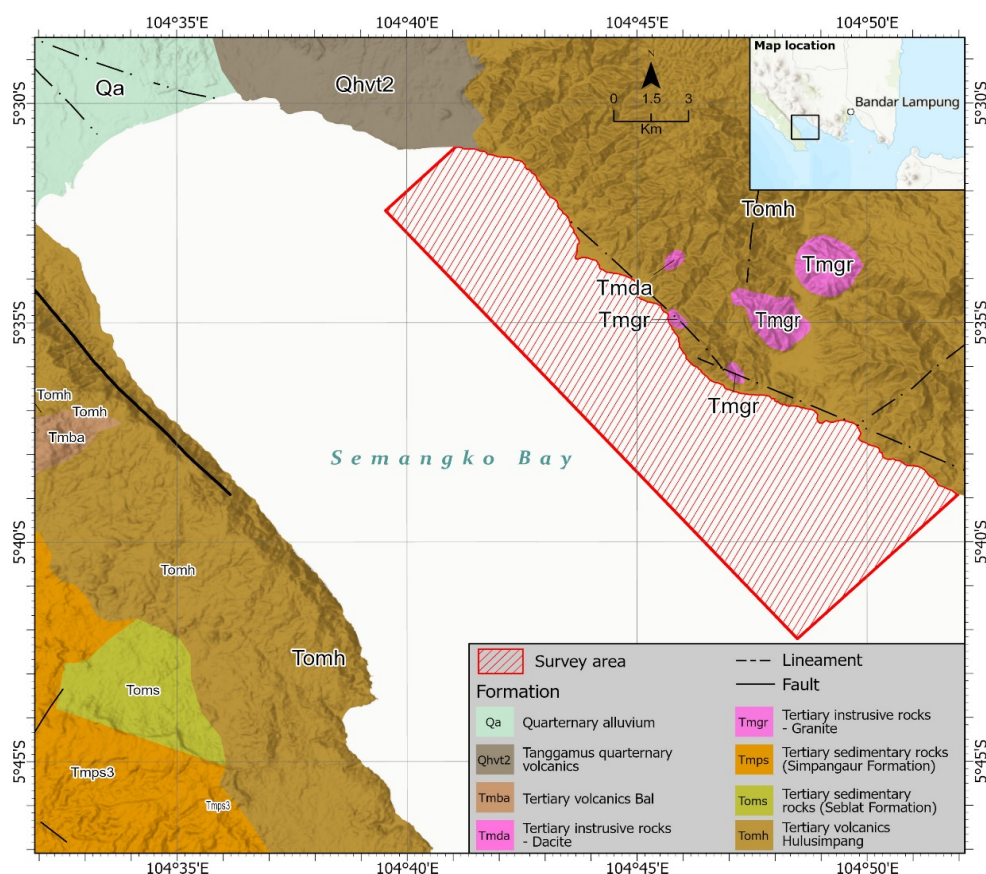 104°35'E 104°40'E 104°45'E 104°50'E
Map location
Bandar Lampung
N
0 1.5 3
Km
Qa
Qhvt2
5°30'S
5°30'S
Tomh
Tmgr
Tmda
Tmgr
Tmgr
5°35'S
5°35'S
Tmgr
Tomh
Tomh
Tmba
Semangko Bay
5°40'S
5°40'S
Tomh
Tomh
Toms
Tmps3
Tmps3
5°45'S
5°45'S
Survey area
Lineament
Fault
Formation
Qa Quarternary alluvium
Qhvt2 Tanggamus quarternary
volcanics
Tmba Tertiary volcanics Bal
Tmda Tertiary instrusive rocks
- Dacite
Tmgr Tertiary instrusive rocks
- Granite
Tmps Tertiary sedimentary rocks
(Simpangaur Formation)
Toms Tertiary sedimentary
rocks (Seblat Formation)
Tomh Tertiary volcanics
Hulusimpang
104°35'E 104°40'E 104°45'E 104°50'E